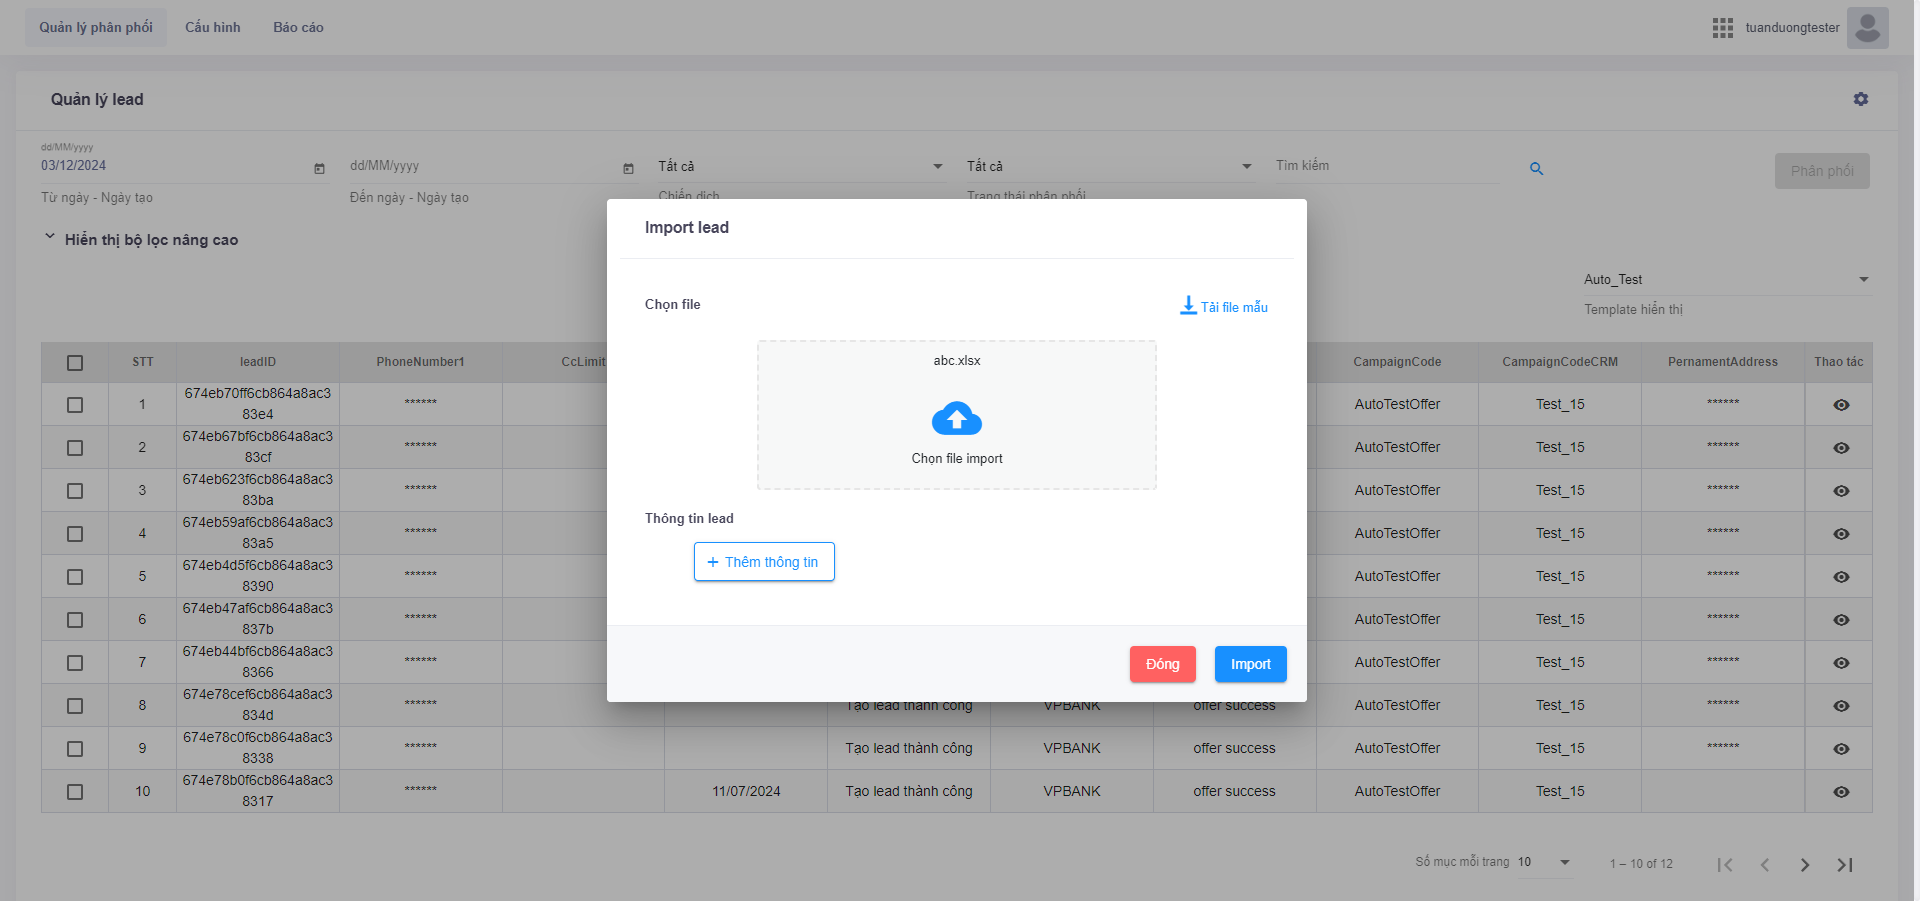 Quản lý phân phối
Cấu hình
Báo cáo
tuanduongtester
Quản lý lead
dd/MM/yyyy
03/12/2024
dd/MM/yyyy
Tất cả
Tất cả
Tìm kiếm
Phân phối
Từ ngày - Ngày tạo
Đến ngày - Ngày tạo
Chiến dịch
Trạng thái phân phối
Hiển thị bộ lọc nâng cao
Auto_Test
Template hiển thị
Import lead
Chọn file
Tải file mẫu
abc.xlsx
Chọn file import
Thông tin lead
+ Thêm thông tin
Đóng
Import
STT leadID PhoneNumber1 CcLimit CampaignCode CampaignCodeCRM PernamentAddress Thao tác
1 674eb70ff6cb864a8ac383e4 ****** AutoTestOffer Test_15 ******
2 674eb67bf6cb864a8ac383cf ****** AutoTestOffer Test_15 ******
3 674eb623f6cb864a8ac383ba ****** AutoTestOffer Test_15 ******
4 674eb59af6cb864a8ac383a5 ****** AutoTestOffer Test_15 ******
5 674eb4d5f6cb864a8ac38390 ****** AutoTestOffer Test_15 ******
6 674eb47af6cb864a8ac3837b ****** AutoTestOffer Test_15 ******
7 674eb44bf6cb864a8ac38366 ****** AutoTestOffer Test_15 ******
8 674e78cef6cb864a8ac3834d ****** Tạo lead thành công VPBANK offer success AutoTestOffer Test_15 ******
9 674e78c0f6cb864a8ac38338 ****** Tạo lead thành công VPBANK offer success AutoTestOffer Test_15 ******
10 674e78b0f6cb864a8ac38317 ****** 11/07/2024 Tạo lead thành công VPBANK offer success AutoTestOffer Test_15
Số mục mỗi trang 10 1 – 10 of 12